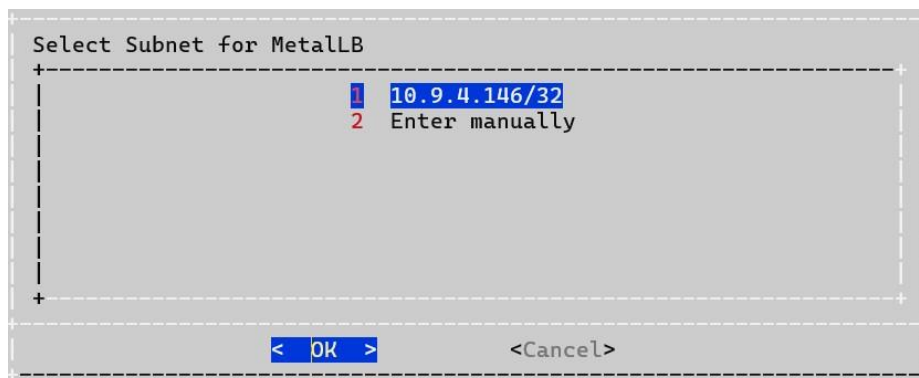 Select Subnet for MetalLB
1 10.9.4.146/32
2 Enter manually
< OK > <Cancel>